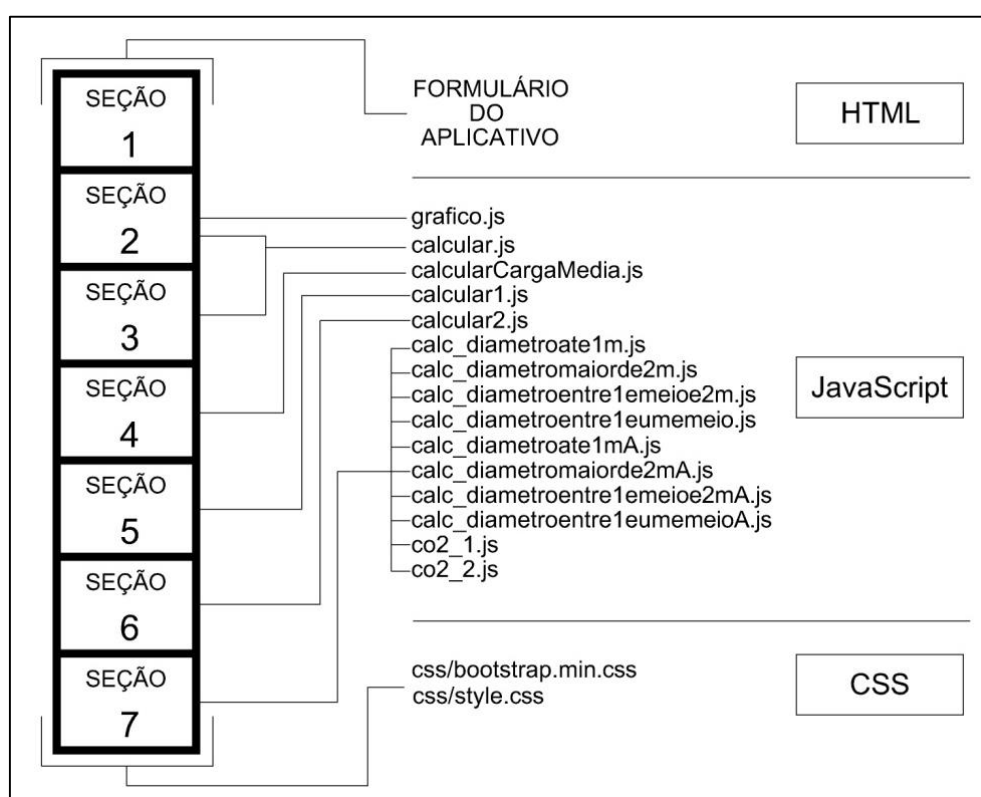 SEÇÃO
1
SEÇÃO
2
SEÇÃO
3
SEÇÃO
4
SEÇÃO
5
SEÇÃO
6
SEÇÃO
7
FORMULÁRIO
DO
APLICATIVO
HTML
grafico.js
calcular.js
calcularCargaMedia.js
calcular1.js
calcular2.js
calc_diametroate1m.js
calc_diametromaiorde2m.js
calc_diametroentre1emeioe2m.js
calc_diametroentre1eumemeio.js
calc_diametroate1mA.js
calc_diametromaiorde2mA.js
calc_diametroentre1emeioe2mA.js
calc_diametroentre1eumemeioA.js
co2_1.js
co2_2.js
JavaScript
css/bootstrap.min.css
css/style.css
CSS